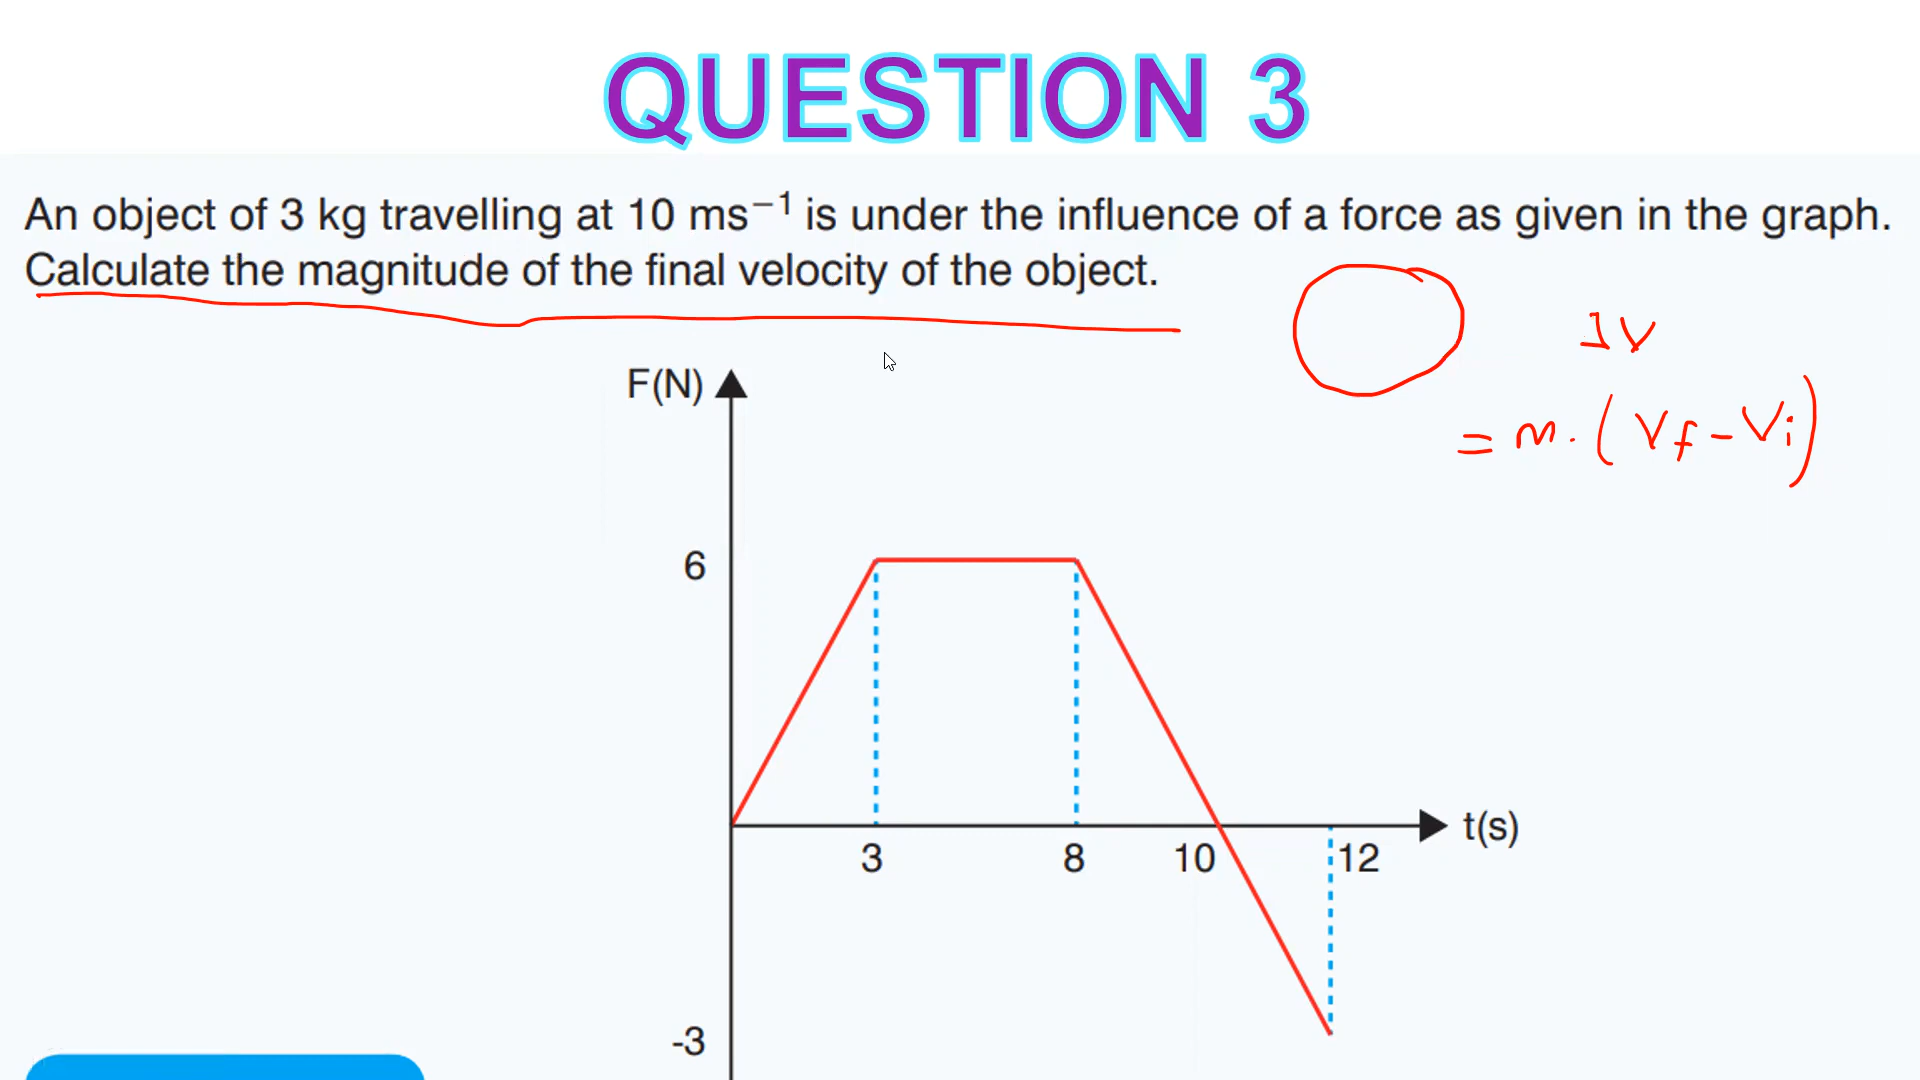 QUESTION 3
An object of 3 kg travelling at 10 ms⁻¹ is under the influence of a force as given in the graph.
Calculate the magnitude of the final velocity of the object.
= m. (Vf - Vi)
F(N)
6
t(s)
3 8 10 12
-3